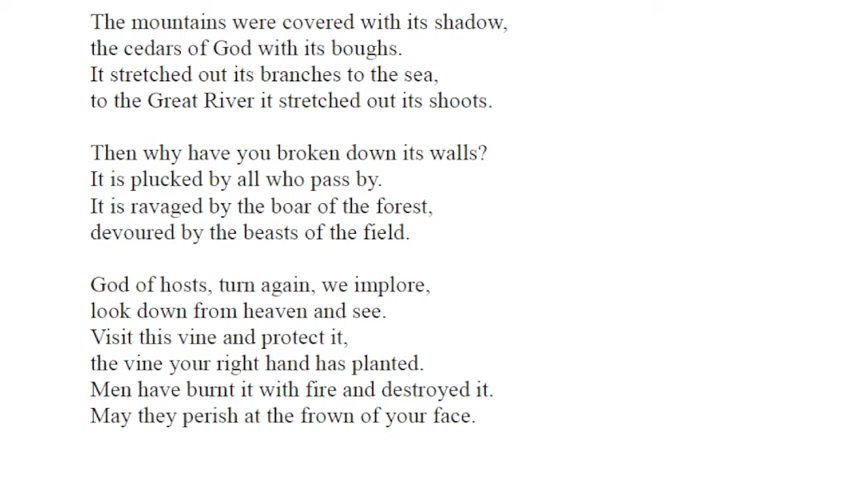 The mountains were covered with its shadow,
the cedars of God with its boughs.
It stretched out its branches to the sea,
to the Great River it stretched out its shoots.
Then why have you broken down its walls?
It is plucked by all who pass by.
It is ravaged by the boar of the forest,
devoured by the beasts of the field.
God of hosts, turn again, we implore,
look down from heaven and see.
Visit this vine and protect it,
the vine your right hand has planted.
Men have burnt it with fire and destroyed it.
May they perish at the frown of your face.